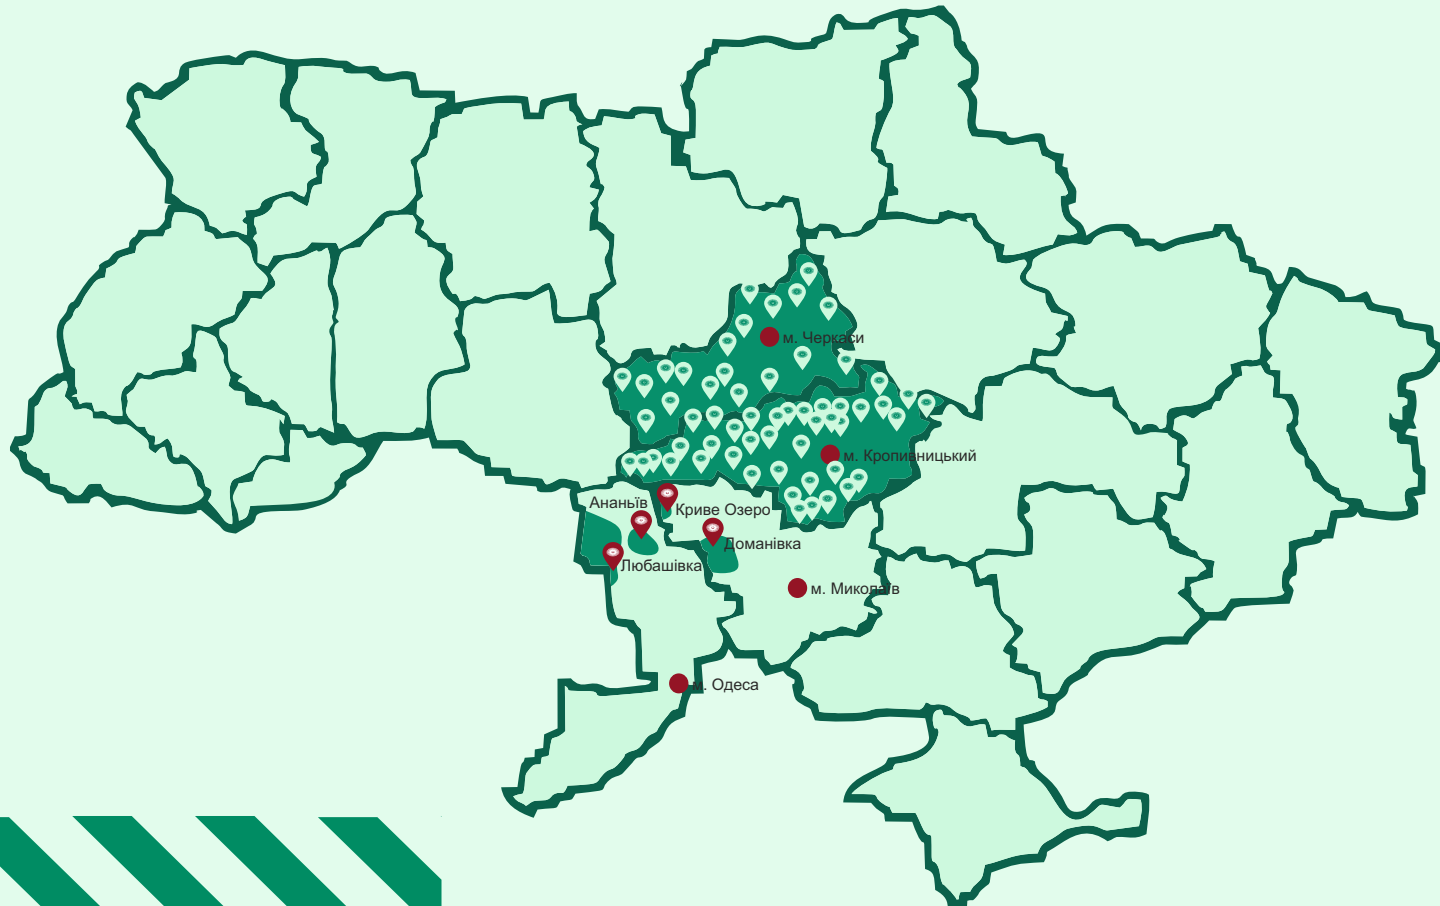 м. Черкаси
м. Кропивницький
Ананьїв
Криве Озеро
Доманівка
Любашівка
м. Миколаїв
м. Одеса